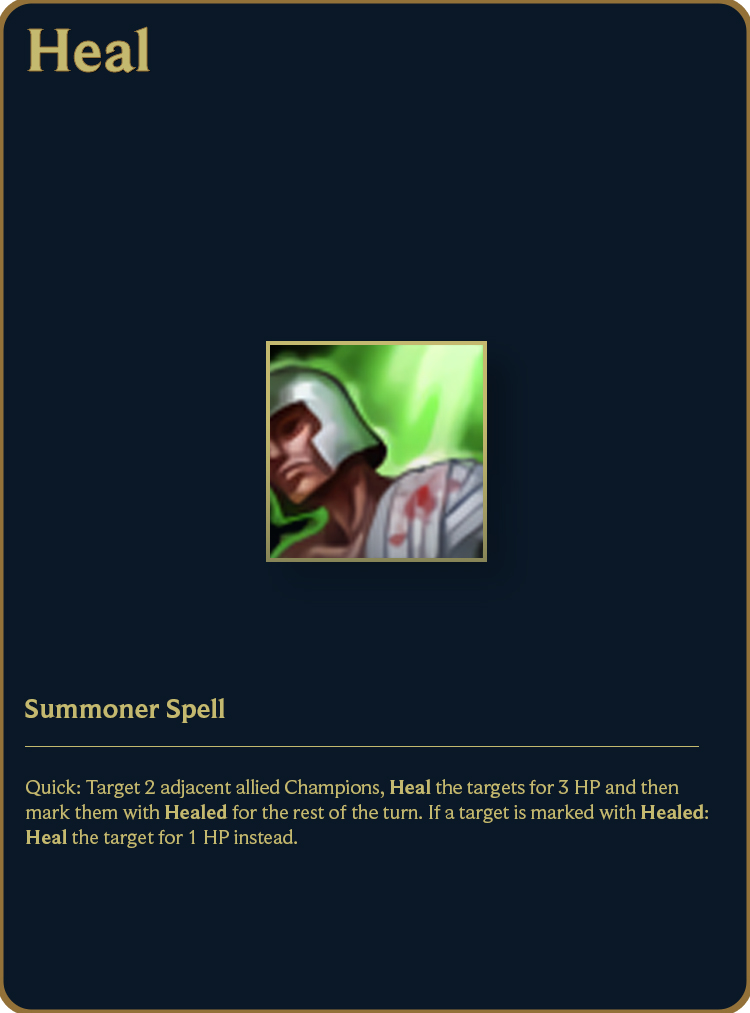 Heal
Summoner Spell
Quick: Target 2 adjacent allied Champions, Heal the targets for 3 HP and then
mark them with Healed for the rest of the turn. If a target is marked with Healed:
Heal the target for 1 HP instead.